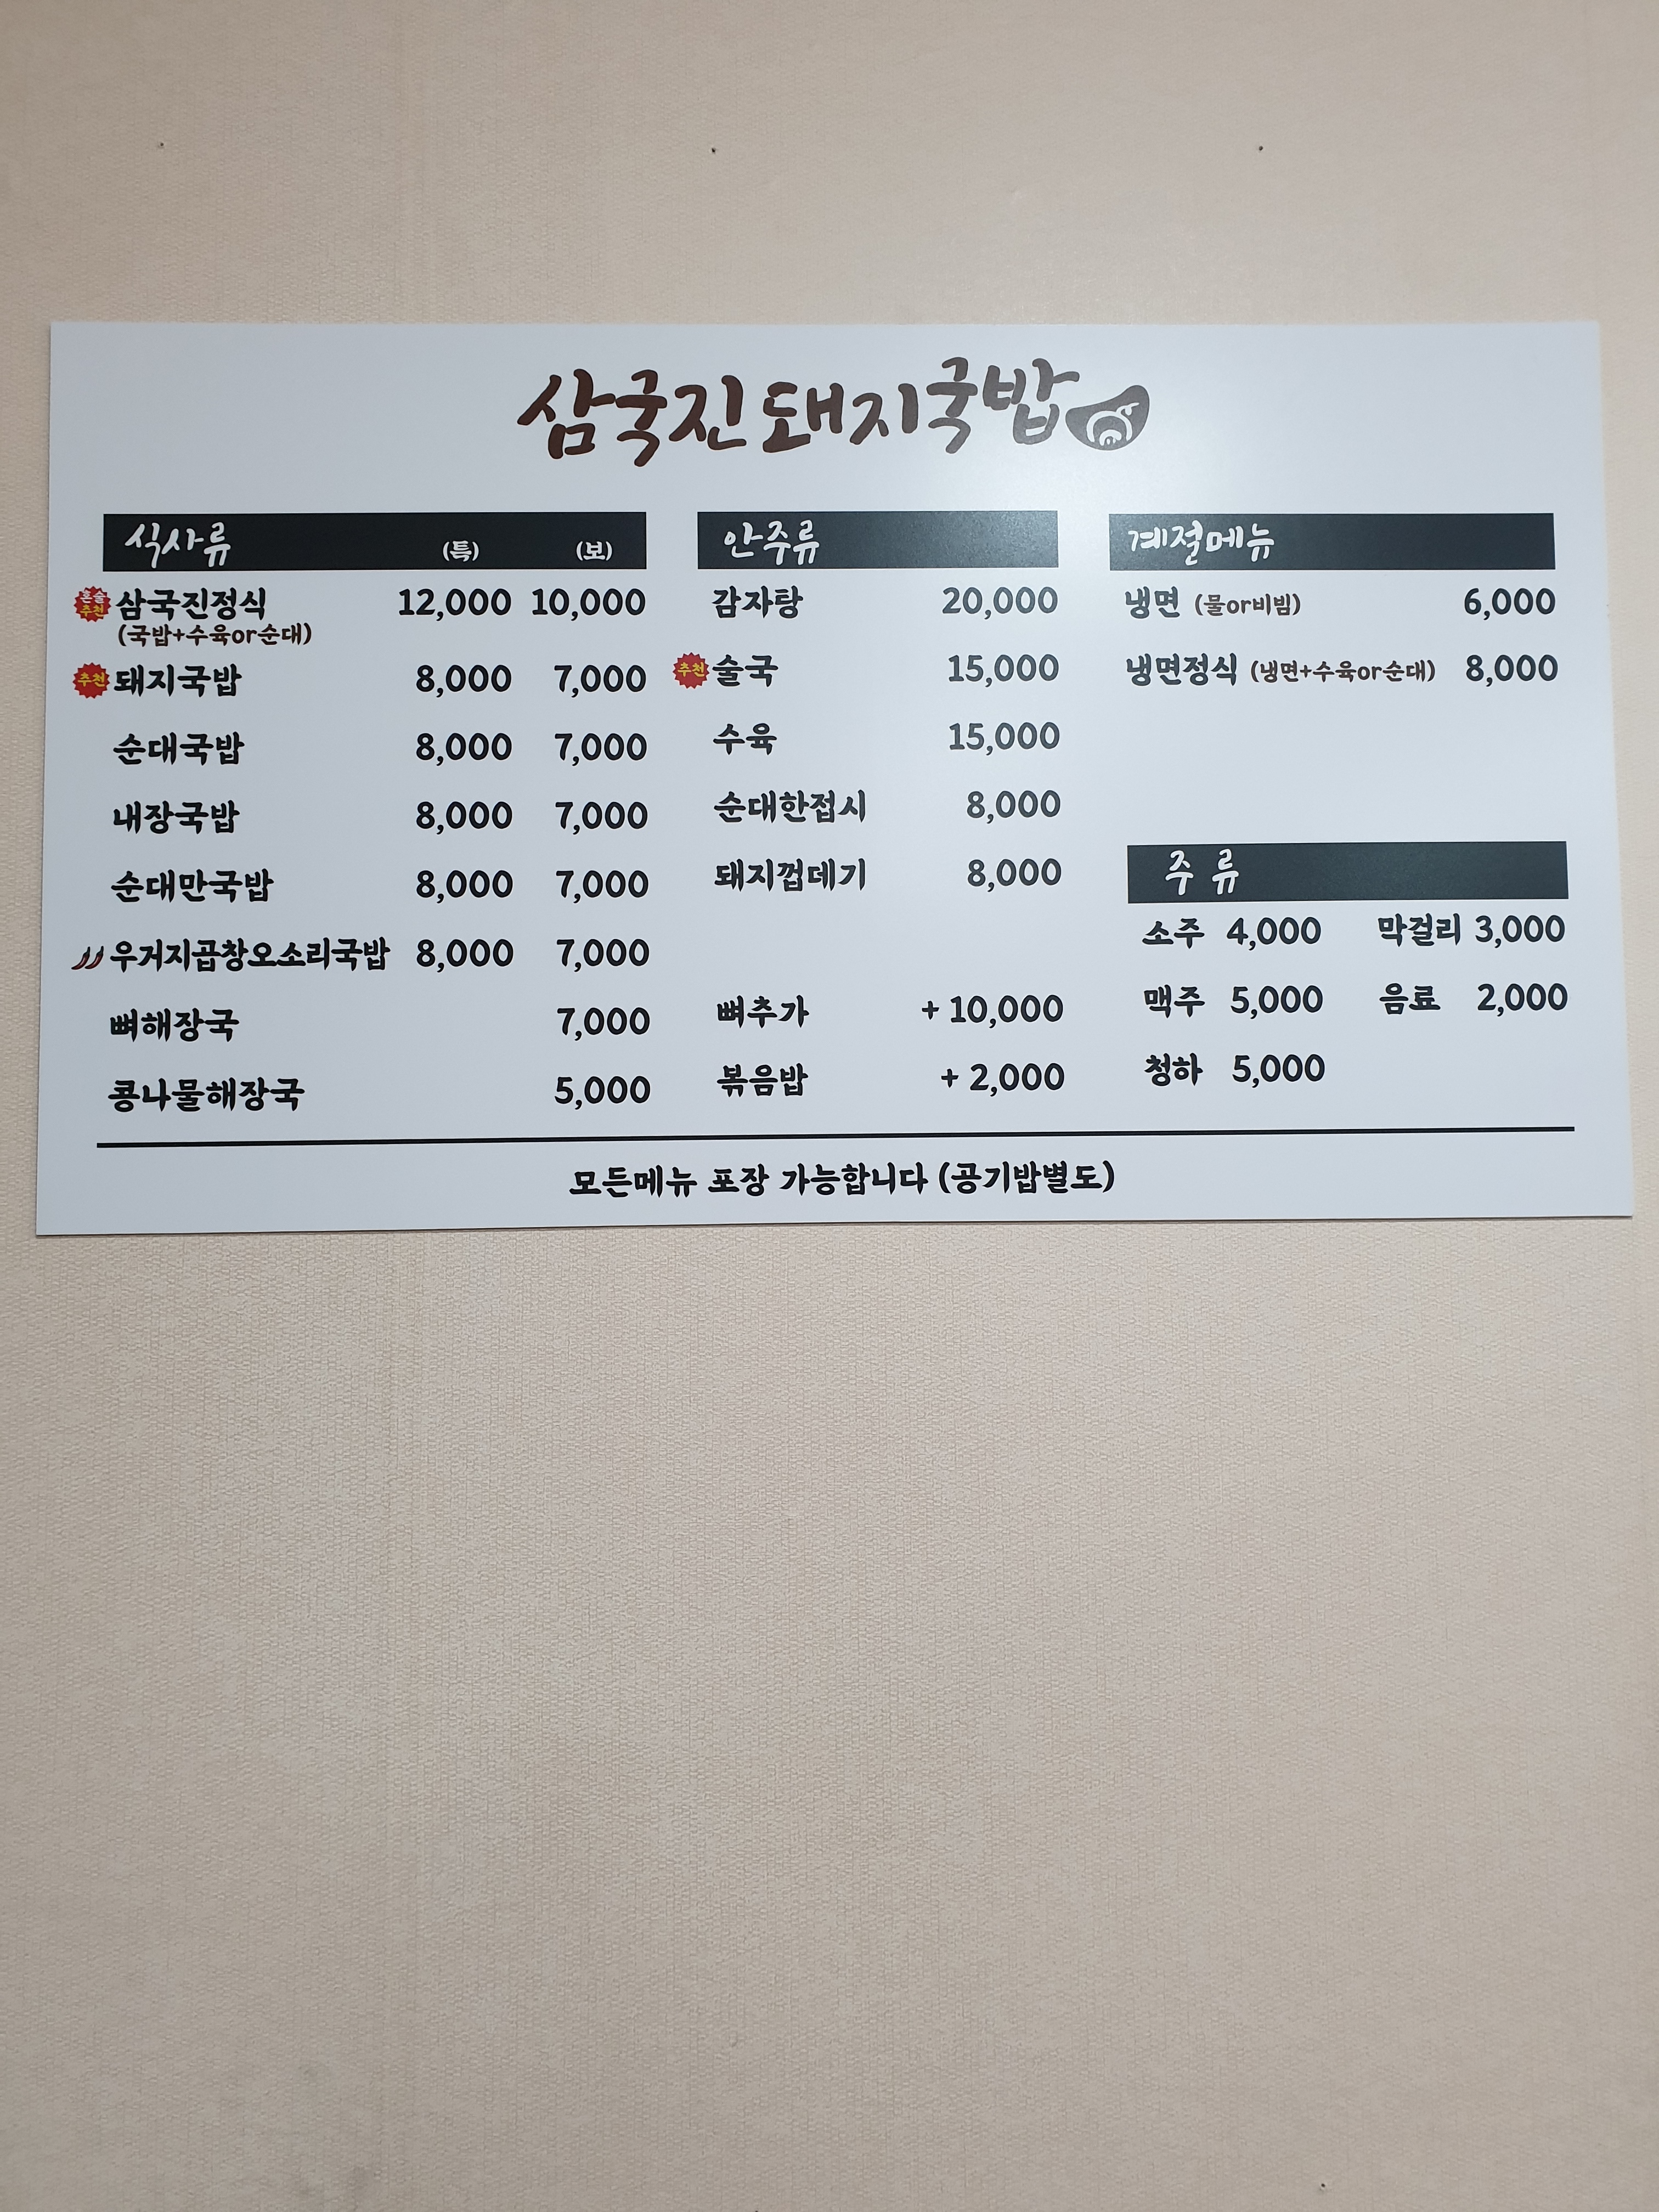 삼국진돼지국밥
식사류 (특) (보)
혼술
추천
삼국진정식 12,000 10,000
(국밥+수육or순대)
추천 돼지국밥 8,000 7,000
순대국밥 8,000 7,000
내장국밥 8,000 7,000
순대만국밥 8,000 7,000
우거지곱창오소리국밥 8,000 7,000
뼈해장국 7,000
콩나물해장국 5,000
안주류
감자탕 20,000
추천 술국 15,000
수육 15,000
순대한접시 8,000
돼지껍데기 8,000
뼈추가 + 10,000
볶음밥 + 2,000
계절메뉴
냉면 (물or비빔) 6,000
냉면정식 (냉면+수육or순대) 8,000
주 류
소주 4,000 막걸리 3,000
맥주 5,000 음료 2,000
청하 5,000
모든메뉴 포장 가능합니다 (공기밥별도)